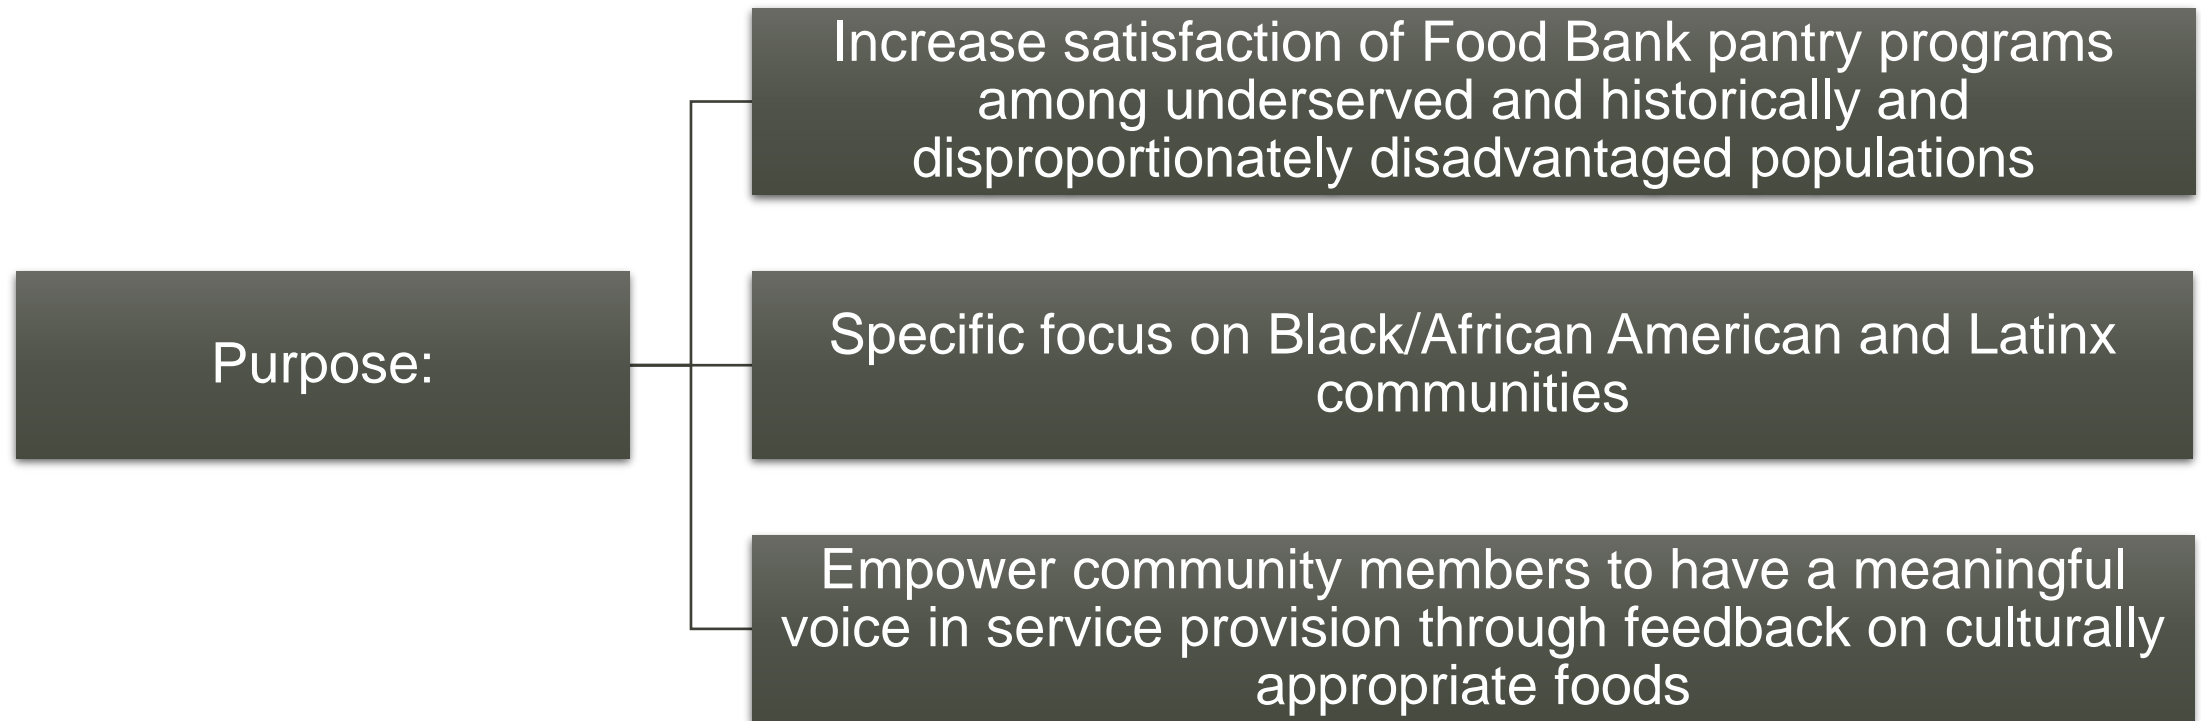 Purpose:
Increase satisfaction of Food Bank pantry programs
among underserved and historically and
disproportionately disadvantaged populations
Specific focus on Black/African American and Latinx
communities
Empower community members to have a meaningful
voice in service provision through feedback on culturally
appropriate foods